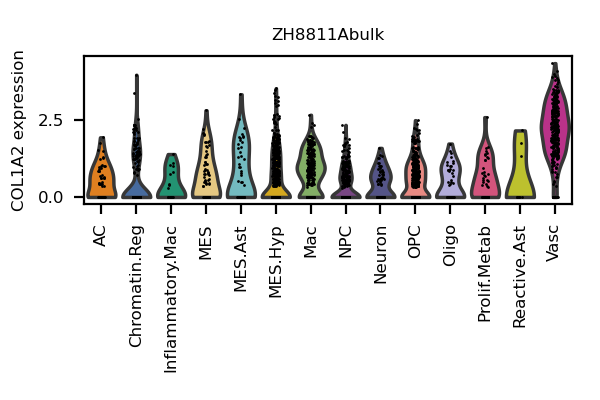 ZH8811Abulk
COL1A2 expression
2.5
0.0
AC
Chromatin.Reg
Inflammatory.Mac
MES
MES.Ast
MES.Hyp
Mac
NPC
Neuron
OPC
Oligo
Prolif.Metab
Reactive.Ast
Vasc